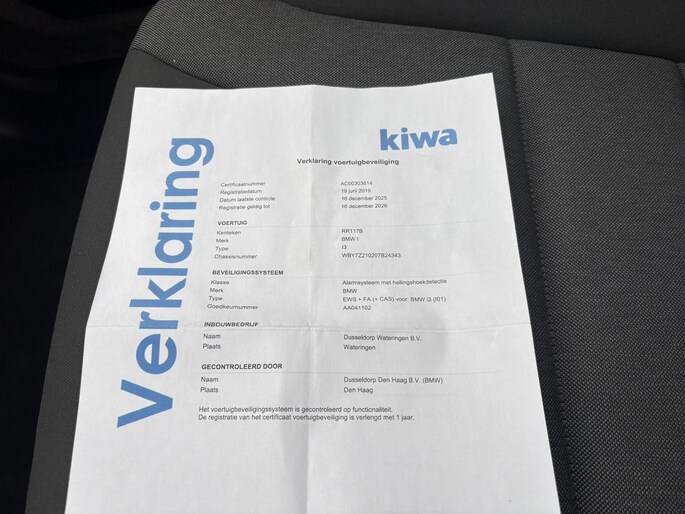 Verklaring
kiwa
Verklaring voertuigbeveiliging
Certificaatnummer AC00303614
Registratiedatum 19 juni 2019
Datum laatste controle 16 december 2025
Registratie geldig tot 16 december 2026
VOERTUIG
Kenteken RR117B
Merk BMW I
Type I3
Chassisnummer WBY7Z210207B24343
BEVEILIGINGSSYSTEEM
Klasse Alarmsysteem met hellingshoekdetectie
Merk BMW
Type EWS + FA (+ CAS) voor: BMW i3 (I01)
Goedkeurnummer AA041102
INBOUWBEDRIJF
Naam Dusseldorp Wateringen B.V.
Plaats Wateringen
GECONTROLEERD DOOR
Naam Dusseldorp Den Haag B.V. (BMW)
Plaats Den Haag
Het voertuigbeveiligingssysteem is gecontroleerd op functionaliteit.
De registratie van het certificaat voertuigbeveiliging is verlengd met 1 jaar.